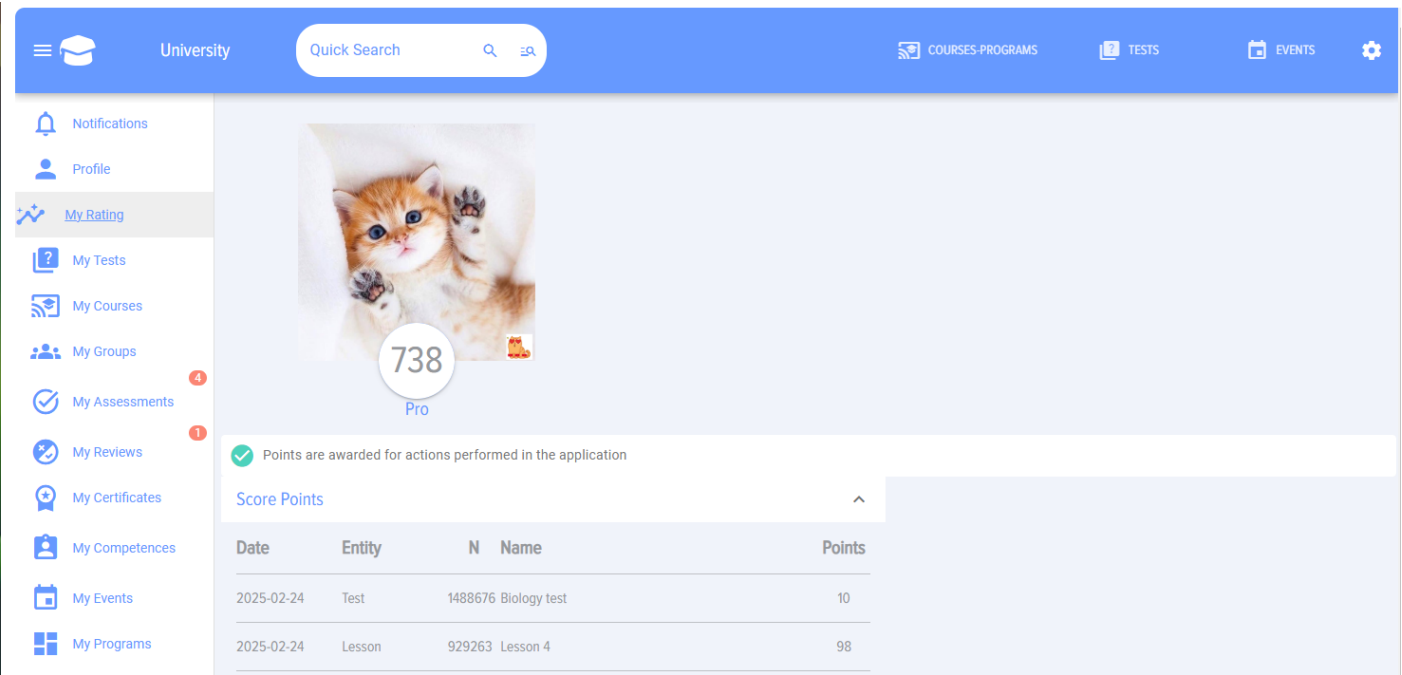 University
Quick Search
COURSES-PROGRAMS
TESTS
EVENTS
Notifications
Profile
My Rating
My Tests
My Courses
My Groups
4
My Assessments
1
My Reviews
My Certificates
My Competences
My Events
My Programs
738
Pro
Points are awarded for actions performed in the application
Score Points
Date Entity N Name Points
2025-02-24 Test 1488676 Biology test 10
2025-02-24 Lesson 929263 Lesson 4 98